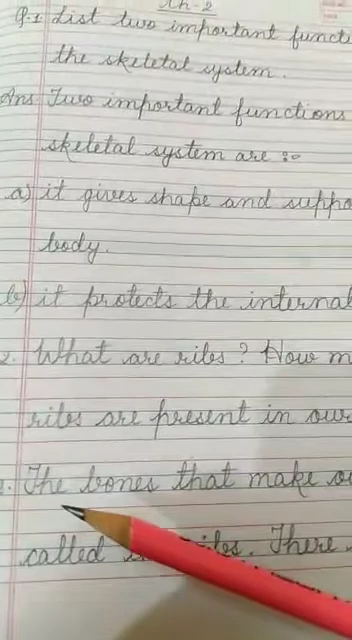 Ch-2
Q.1 List two important functi
the skeletal system.
Ans Two important functions
skeletal system are :-
a) it gives shape and suppo
body.
b) it protects the internal
2. What are ribs? How m
ribs are present in our
The bones that make
called ribs. There